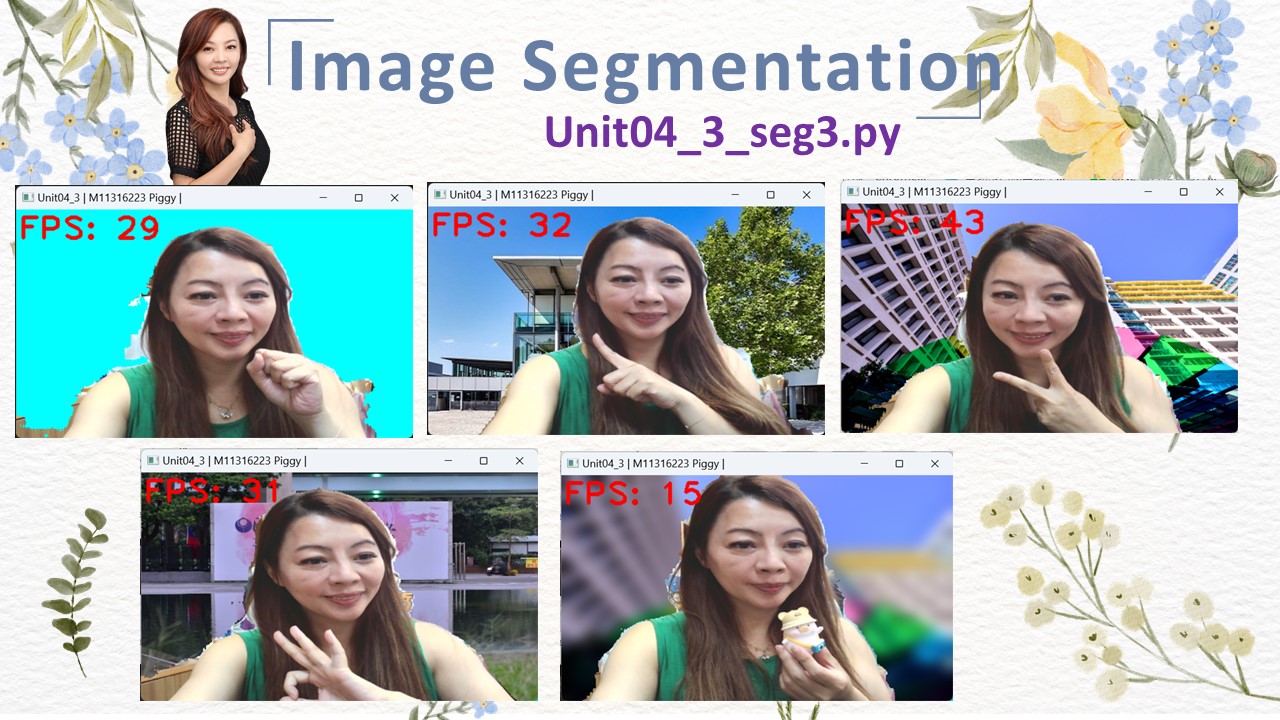 Image Segmentation
Unit04_3_seg3.py
Unit04_3 | M11316223 Piggy |
FPS: 29
Unit04_3 | M11316223 Piggy |
FPS: 32
Unit04_3 | M11316223 Piggy |
FPS: 43
Unit04_3 | M11316223 Piggy |
FPS: 31
Unit04_3 | M11316223 Piggy |
FPS: 15